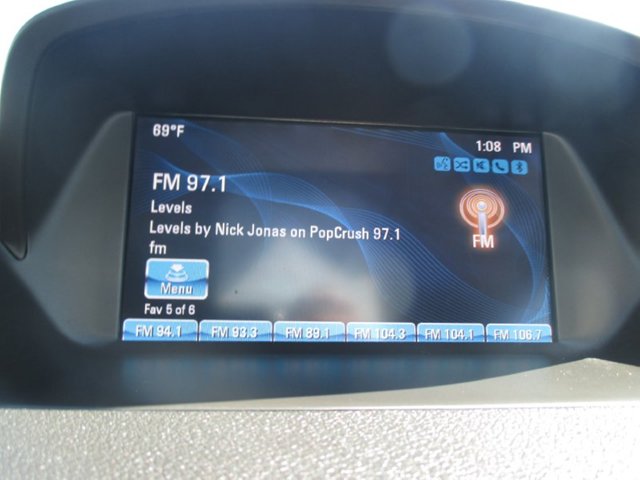 69°F
1:08 PM
FM 97.1
Levels
Levels by Nick Jonas on PopCrush 97.1
fm
FM
Menu
Fav 5 of 6
FM 94.1 FM 93.3 FM 89.1 FM 104.3 FM 104.1 FM 106.7